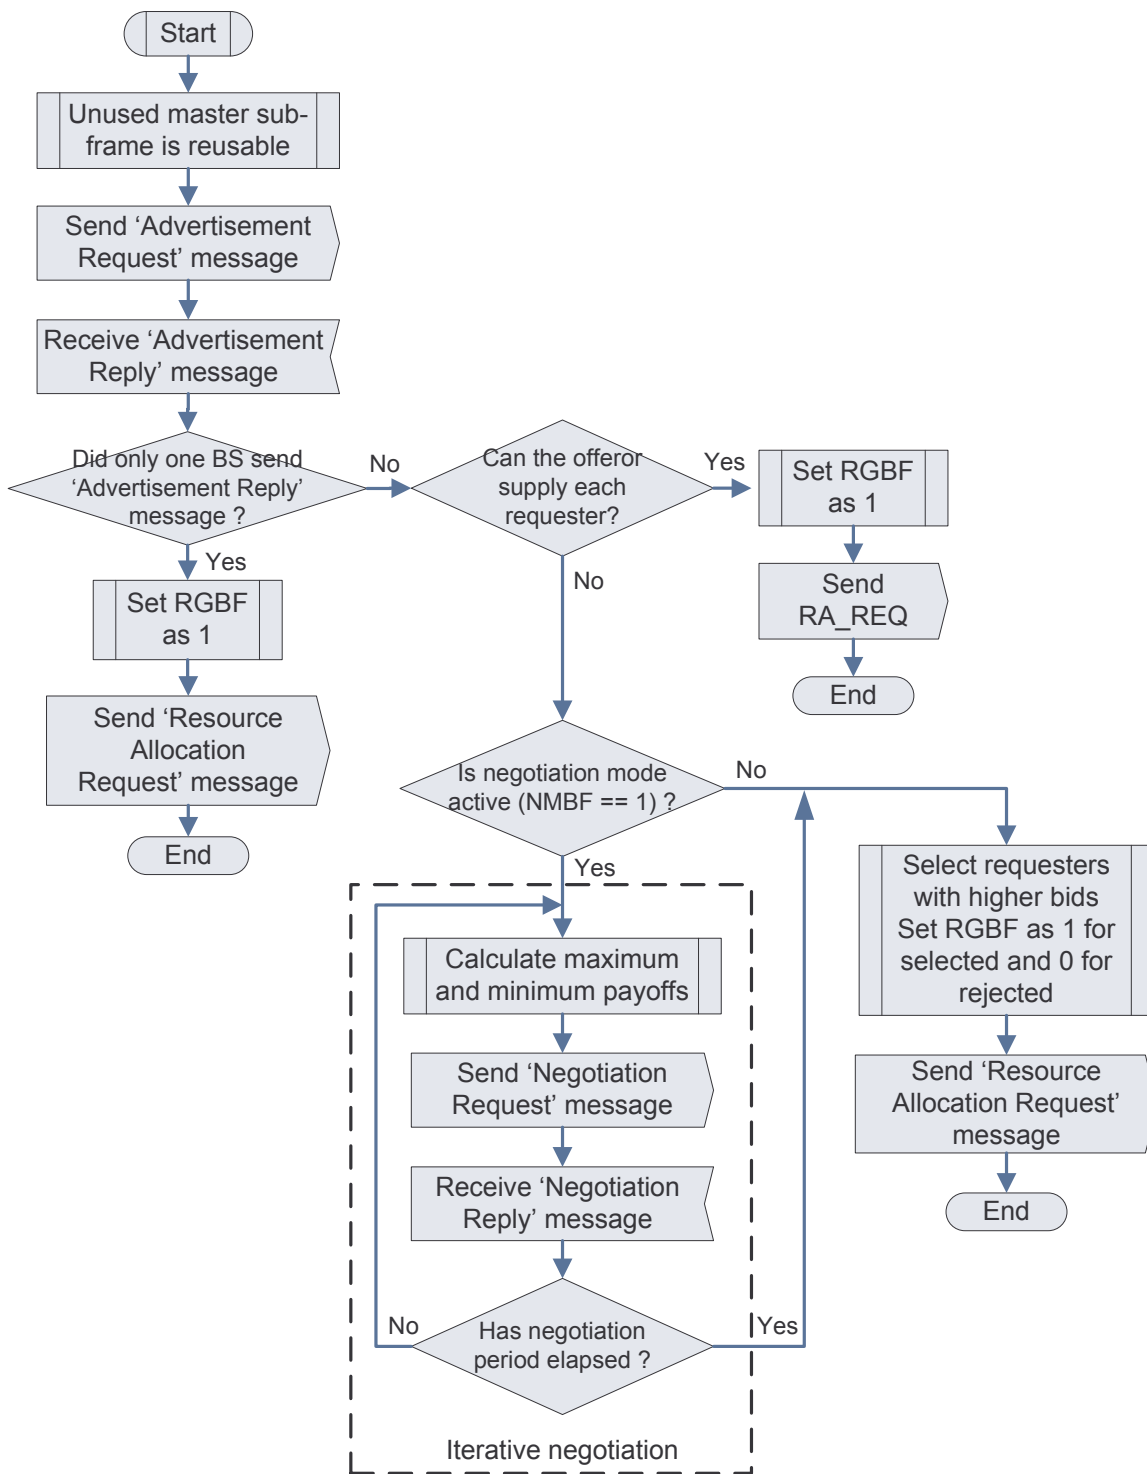 Start
Unused master sub-
frame is reusable
Send ‘Advertisement
Request’ message
Receive ‘Advertisement
Reply’ message
Did only one BS send
‘Advertisement Reply’
message ?
No
Yes
Can the offeror
supply each
requester?
Yes
No
Set RGBF
as 1
Send
RA_REQ
End
Set RGBF
as 1
Send ‘Resource
Allocation
Request’ message
End
Is negotiation mode
active (NMBF == 1) ?
No
Yes
Calculate maximum
and minimum payoffs
Send ‘Negotiation
Request’ message
Receive ‘Negotiation
Reply’ message
Has negotiation
period elapsed ?
No
Yes
Iterative negotiation
Select requesters
with higher bids
Set RGBF as 1 for
selected and 0 for
rejected
Send ‘Resource
Allocation Request’
message
End